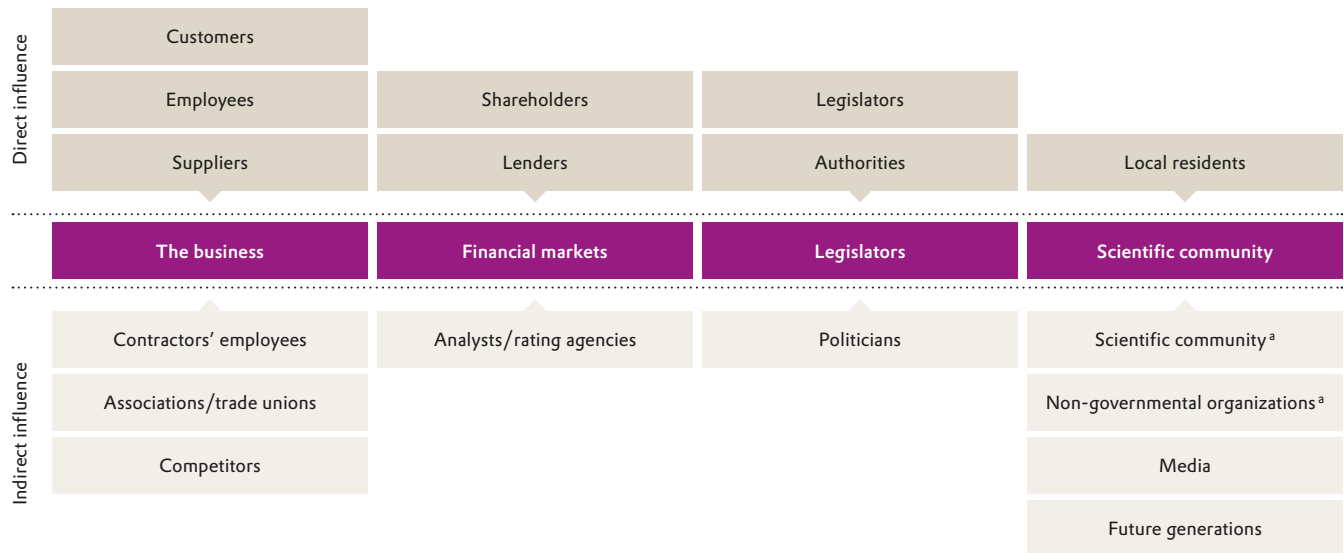 Direct influence
Customers
Employees
Shareholders
Legislators
Suppliers
Lenders
Authorities
Local residents
The business
Financial markets
Legislators
Scientific community
Indirect influence
Contractors’ employees
Analysts/rating agencies
Politicians
Scientific community a
Associations/trade unions
Non-governmental organizations a
Competitors
Media
Future generations